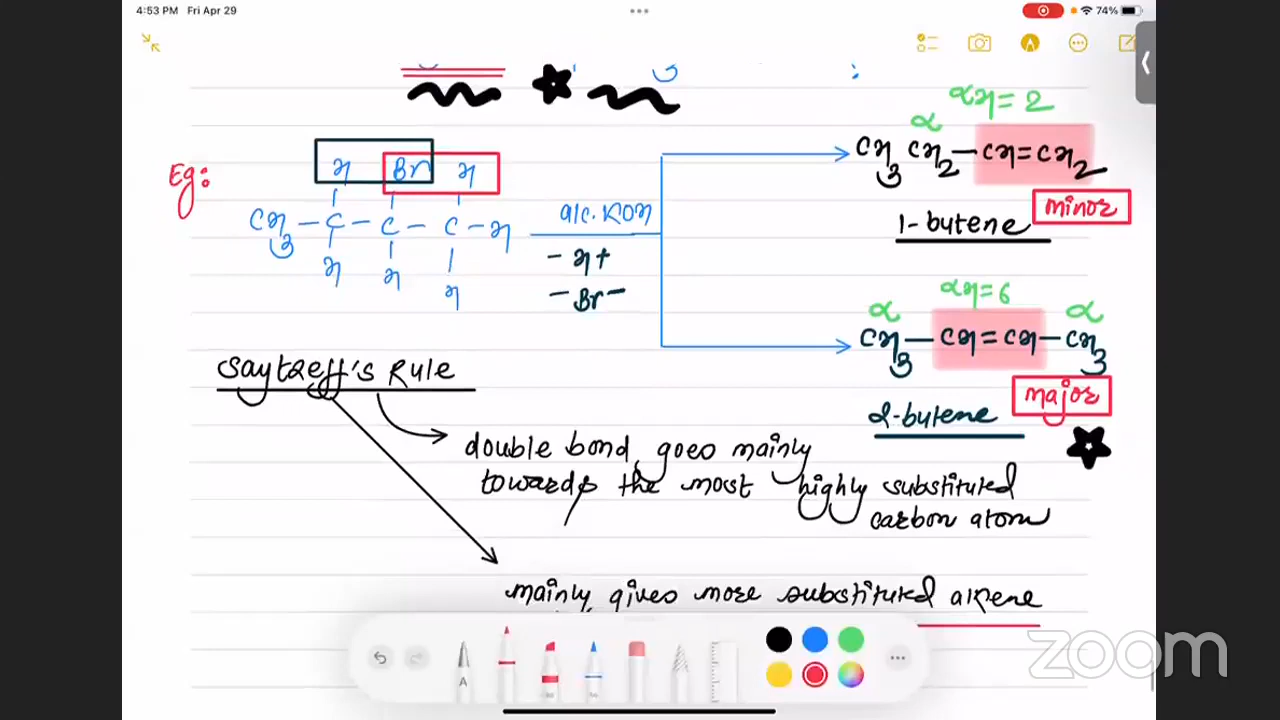 4:53 PM Fri Apr 29
74%
αH = 2
α
CH3 CH2 — CH = CH2
minor
1-butene
Eg:
H Br H
CH3 — C — C — C — H
H H H
alc. KOH
- H+
- Br-
αH = 6
α α
CH3 — CH = CH — CH3
major
2-butene
Saytzeff's Rule
double bond goes mainly
towards the most highly substituted
carbon atom
mainly gives more substituted alkene
A
zoom